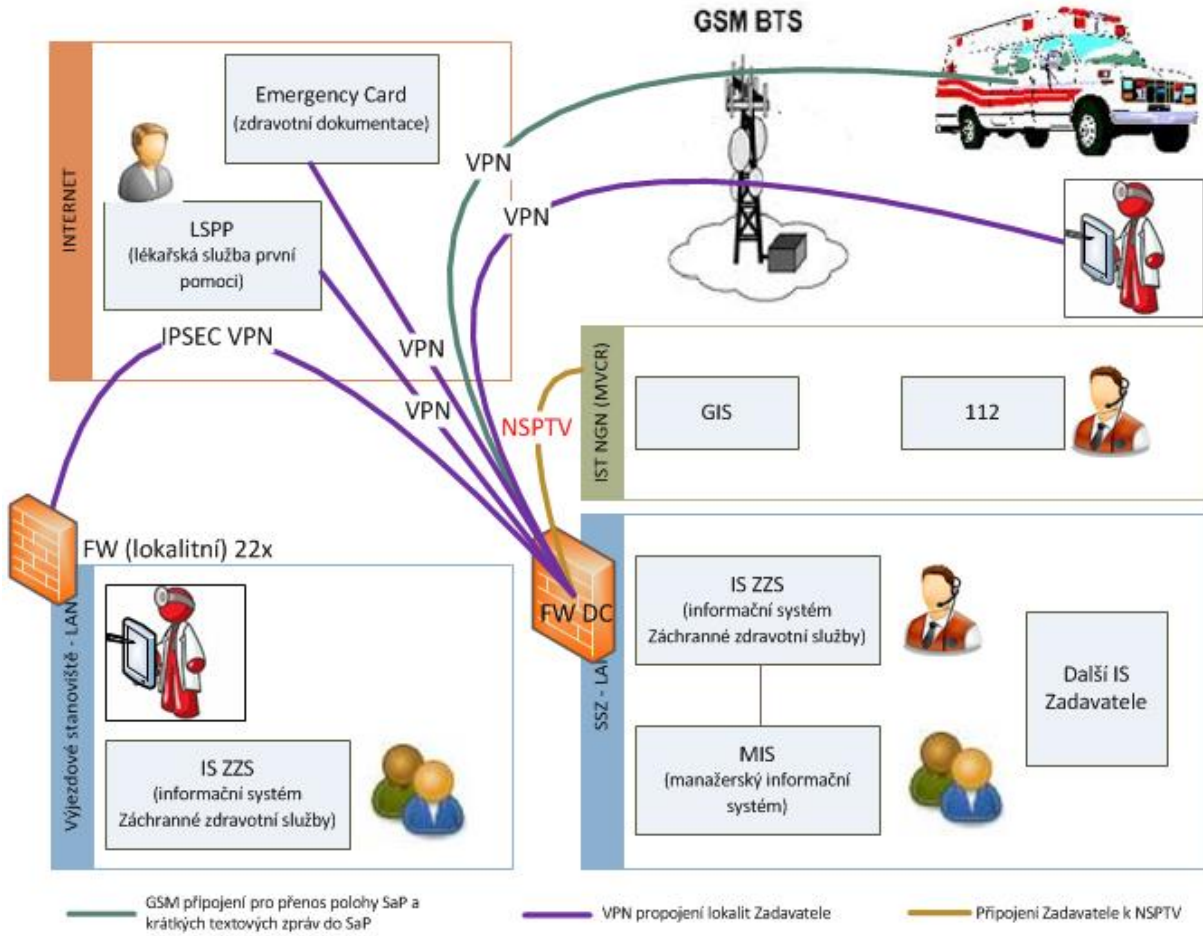 GSM BTS
INTERNET
Emergency Card
(zdravotní dokumentace)
LSPP
(lékařská služba první
pomoci)
VPN
VPN
IPSEC VPN
VPN
VPN
NSPTV
IST NGN (MVCR)
GIS
112
FW (lokalitní) 22x
Výjezdové stanoviště - LAN
IS ZZS
(informační systém
Záchranné zdravotní služby)
FW DC
SSZ - LAN
IS ZZS
(informační systém
Záchranné zdravotní služby)
MIS
(manažerský informační
systém)
Další IS
Zadavatele
GSM připojení pro přenos polohy SaP a
krátkých textových zpráv do SaP
VPN propojení lokalit Zadavatele
Připojení Zadavatele k NSPTV